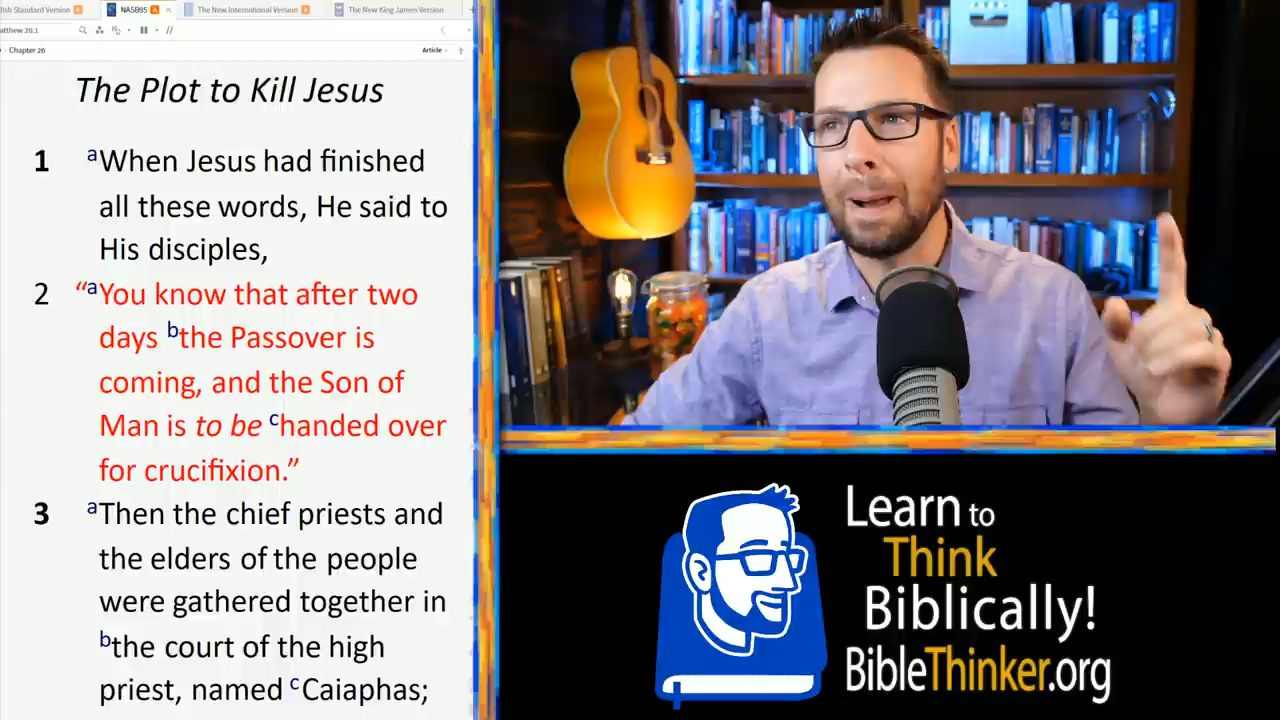 lish Standard Version
NASB95
The New International Version
The New King James Version
atthew 26:1
Chapter 26
Article
The Plot to Kill Jesus
1 aWhen Jesus had finished
all these words, He said to
His disciples,
2 “aYou know that after two
days bthe Passover is
coming, and the Son of
Man is to be chanded over
for crucifixion.”
3 aThen the chief priests and
the elders of the people
were gathered together in
bthe court of the high
priest, named cCaiaphas;
Learn to
Think
Biblically!
BibleThinker.org